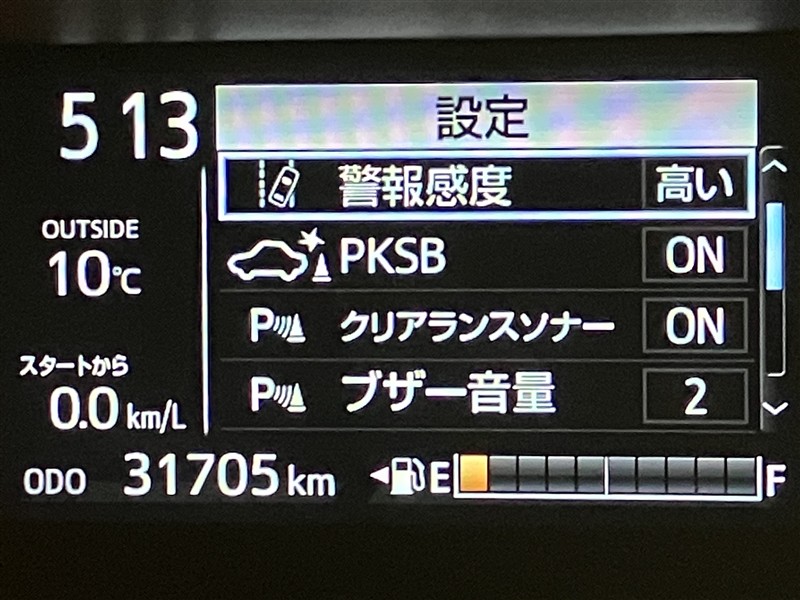 5 13
設定
警報感度 高い
OUTSIDE
10℃
PKSB ON
P クリアランスソナー ON
スタートから
0.0 km/L
P ブザー音量 2
ODO 31705 km
E F